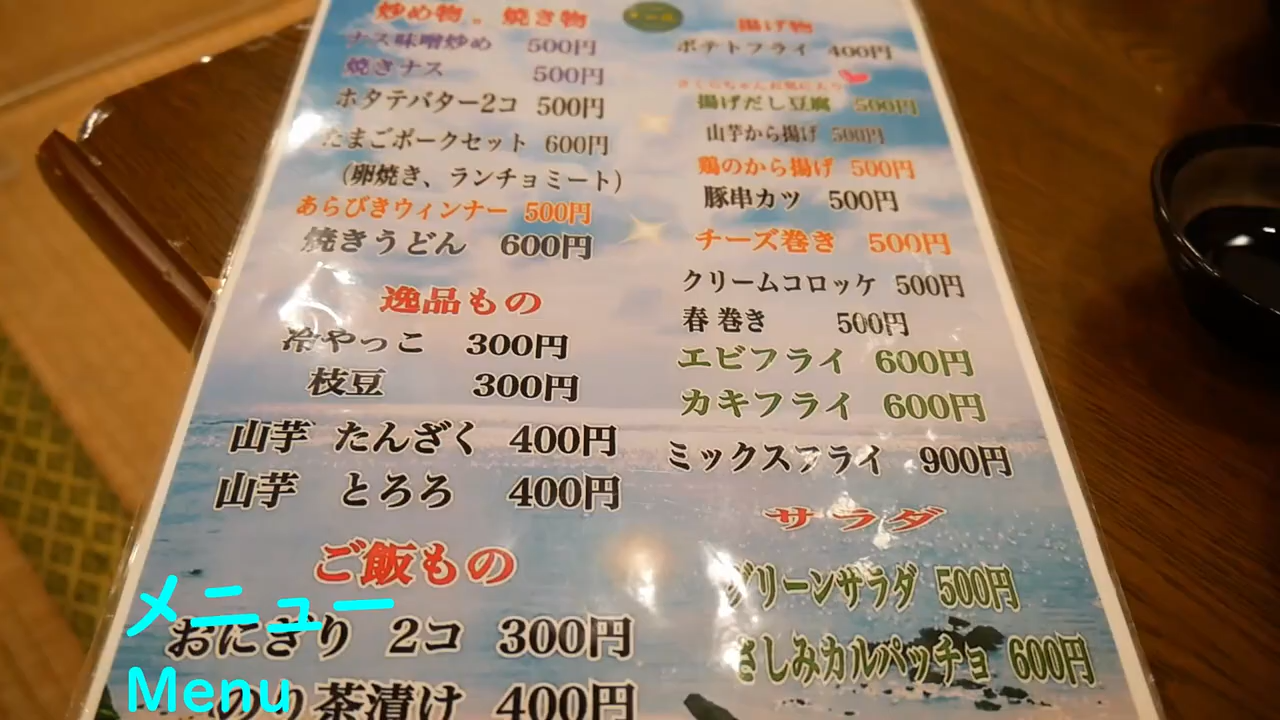 炒め物。焼き物
ナス味噌炒め 500円
焼きナス 500円
ホタテバター2コ 500円
たまごポークセット 600円
(卵焼き、ランチョミート)
あらびきウィンナー 500円
焼きうどん 600円
逸品もの
冷やっこ 300円
枝豆 300円
山芋 たんざく 400円
山芋 とろろ 400円
ご飯もの
おにぎり 2コ 300円
のり茶漬け 400円
揚げ物
ポテトフライ 400円
さくらちゃんお気に入り
揚げだし豆腐 500円
山芋から揚げ 500円
鶏のから揚げ 500円
豚串カツ 500円
チーズ巻き 500円
クリームコロッケ 500円
春巻き 500円
エビフライ 600円
カキフライ 600円
ミックスフライ 900円
サラダ
グリーンサラダ 500円
さしみカルパッチョ 600円
メニュー
Menu